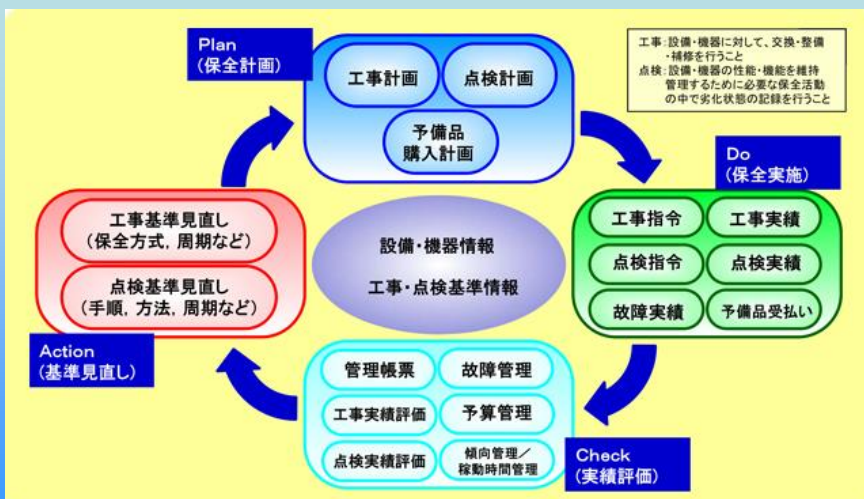 Plan
(保全計画)
工事計画
点検計画
予備品
購入計画
工事:設備・機器に対して、交換・整備
・補修を行うこと
点検:設備・機器の性能・機能を維持
管理するために必要な保全活動
の中で劣化状態の記録を行うこと
Do
(保全実施)
工事指令
工事実績
点検指令
点検実績
故障実績
予備品受払い
設備・機器情報
工事・点検基準情報
工事基準見直し
(保全方式, 周期など)
点検基準見直し
(手順, 方法, 周期など)
Action
(基準見直し)
管理帳票
故障管理
工事実績評価
予算管理
点検実績評価
傾向管理/
稼動時間管理
Check
(実績評価)